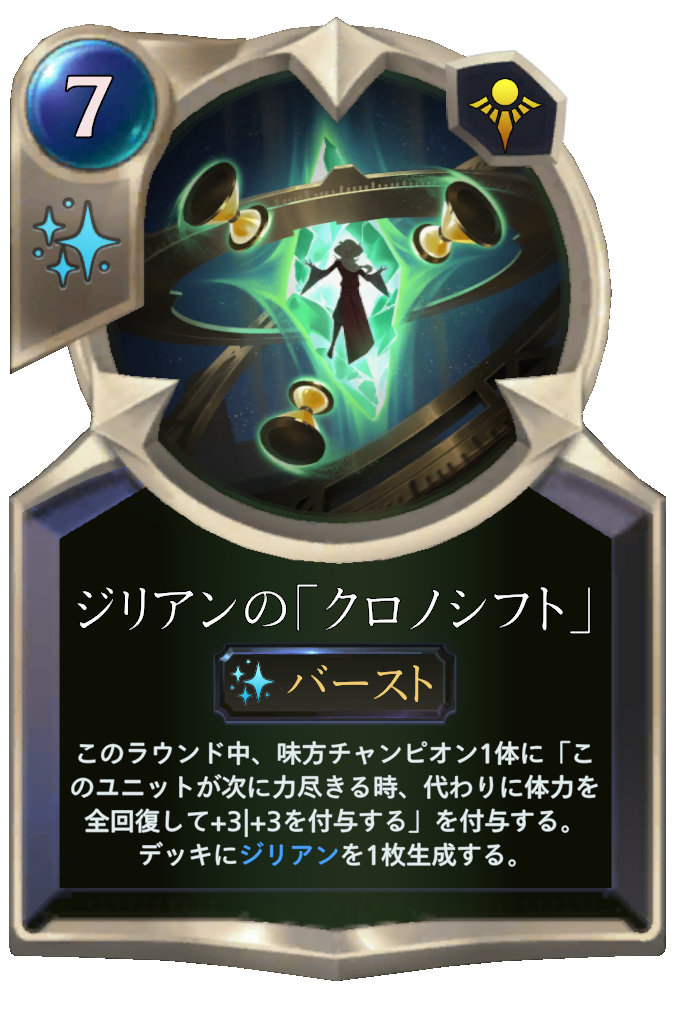 7
ジリアンの「クロノシフト」
バースト
このラウンド中、味方チャンピオン1体に「こ
のユニットが次に力尽きる時、代わりに体力を
全回復して+3|+3を付与する」を付与する。
デッキにジリアンを1枚生成する。